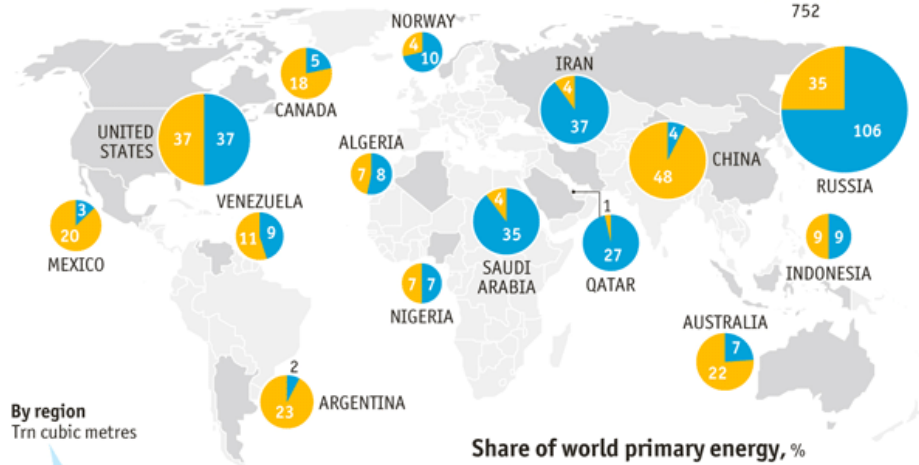 752
NORWAY
4
10
5
18
CANADA
IRAN
4
37
35
106
RUSSIA
UNITED
STATES
37
37
ALGERIA
7
8
4
48
CHINA
3
20
MEXICO
VENEZUELA
11
9
4
35
SAUDI
ARABIA
1
27
QATAR
9
9
INDONESIA
7
7
NIGERIA
AUSTRALIA
7
22
2
23
ARGENTINA
By region
Trn cubic metres
Share of world primary energy, %